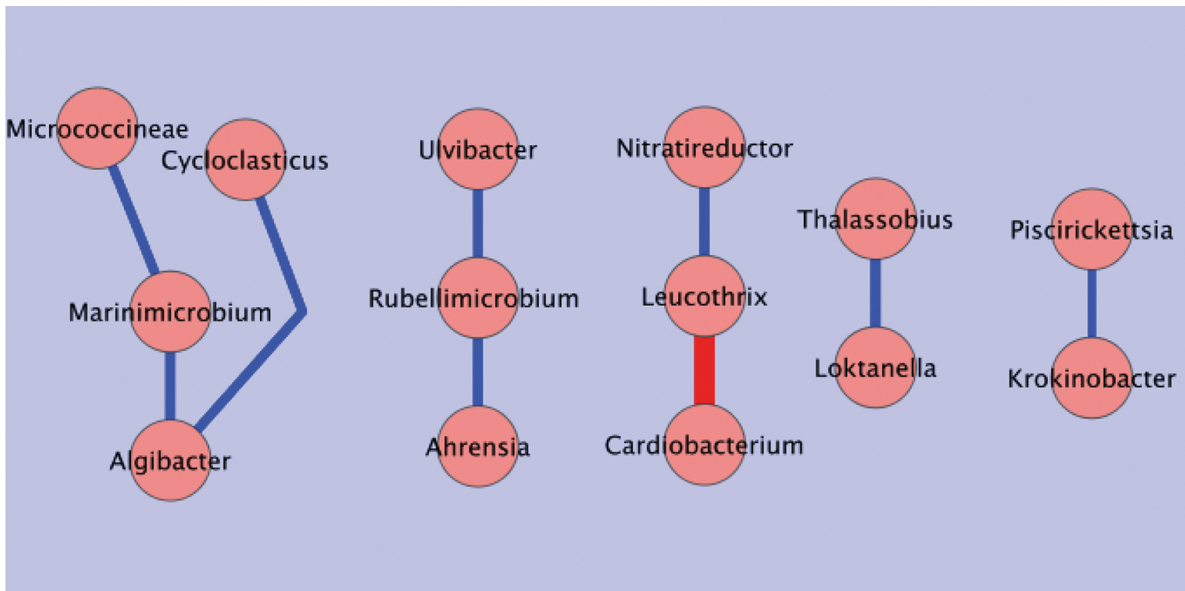 Micrococcineae
Cycloclasticus
Marinimicrobium
Algibacter
Ulvibacter
Rubellimicrobium
Ahrensia
Nitratireductor
Leucothrix
Cardiobacterium
Thalassobius
Loktanella
Piscirickettsia
Krokinobacter